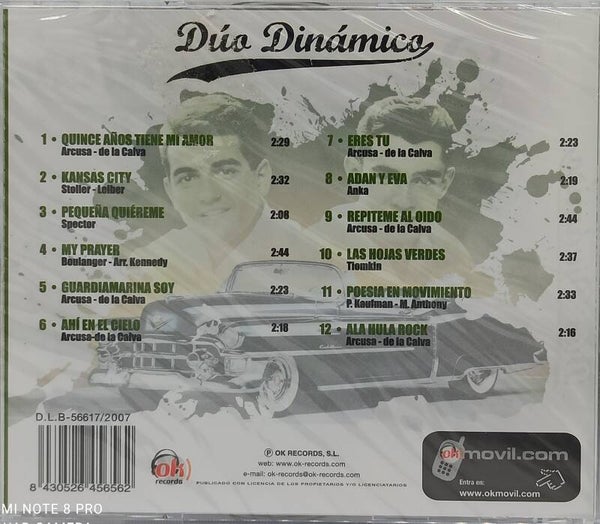 Dúo Dinámico
1 • QUINCE AÑOS TIENE MI AMOR 2:29
Arcusa - de la Calva
2 • KANSAS CITY 2:32
Stoller - Leiber
3 • PEQUEÑA QUIÉREME 2:08
Spector
4 • MY PRAYER 2:44
Boulanger - Arr. Kennedy
5 • GUARDIAMARINA SOY 2:23
Arcusa - de la Calva
6 • AHÍ EN EL CIELO 2:18
Arcusa-de la Calva
7 • ERES TU 2:23
Arcusa - de la Calva
8 • ADAN Y EVA 2:19
Anka
9 • REPITEME AL OIDO 2:44
Arcusa - de la Calva
10 • LAS HOJAS VERDES 2:37
Tiomkin
11 • POESIA EN MOVIMIENTO 2:33
P. Kaufman - M. Anthony
12 • ALA HULA ROCK 2:16
Arcusa - de la Calva
D.L.B-56617/2007
8 430526 456562
ok
records
℗ OK RECORDS, S.L.
web: www.ok-records.com
e-mail: ok-records@ok-records.com
PUBLICADO CON LICENCIA DE LOS PROPIETARIOS Y/O LICENCIATARIOS
okmovil.com
Entra en:
www.okmovil.com
MI NOTE 8 PRO